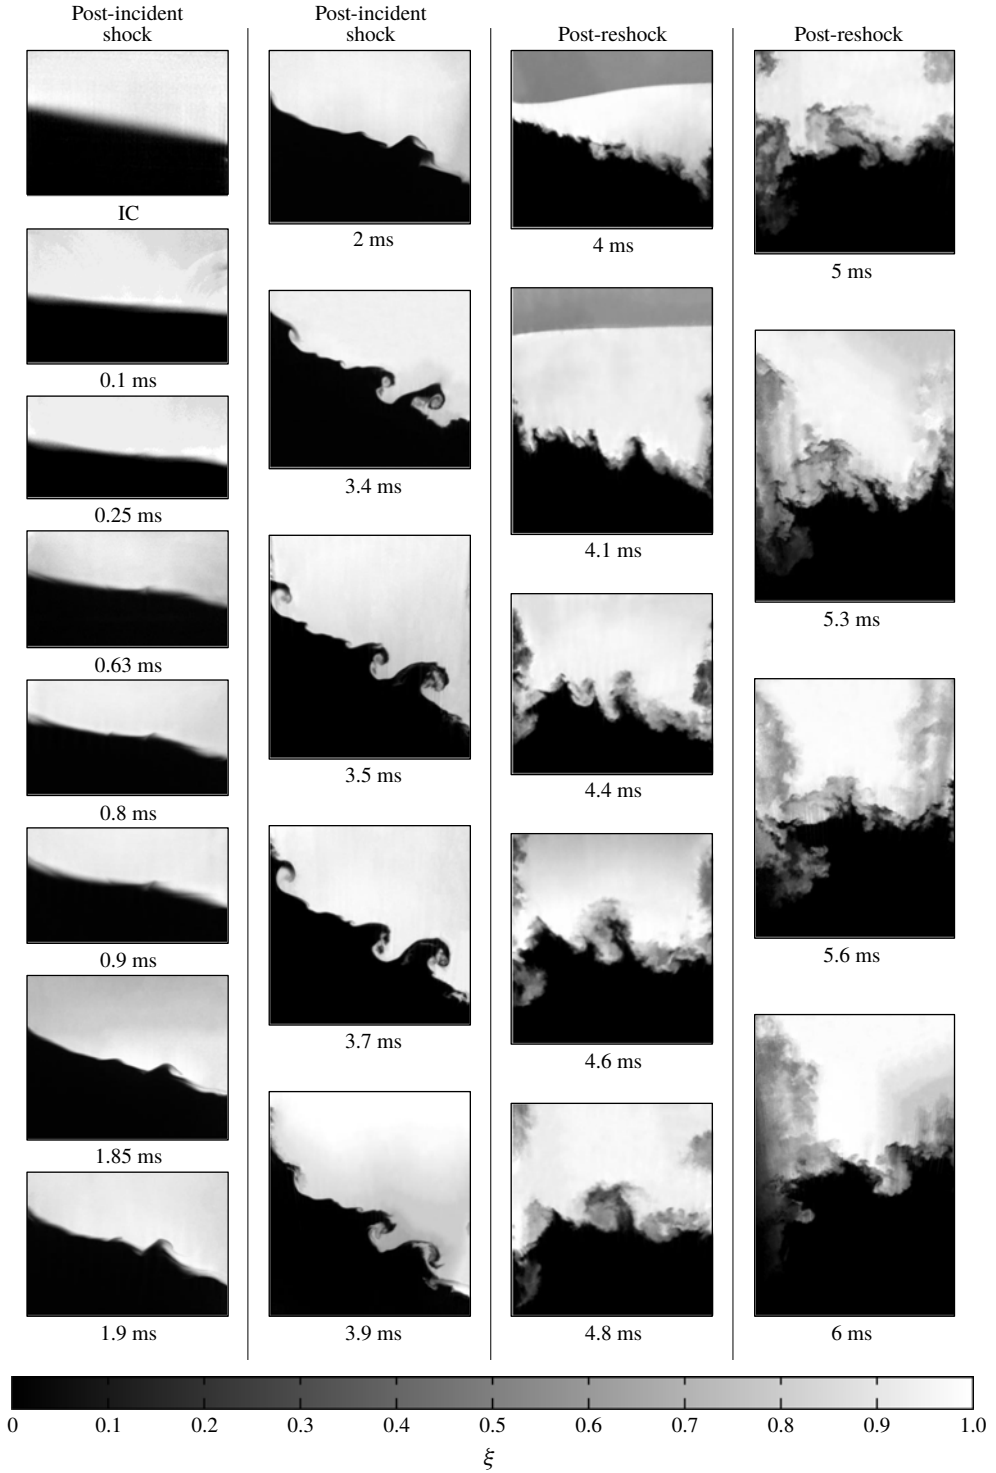 Post-incident
shock
IC
0.1 ms
0.25 ms
0.63 ms
0.8 ms
0.9 ms
1.85 ms
1.9 ms
Post-incident
shock
2 ms
3.4 ms
3.5 ms
3.7 ms
3.9 ms
Post-reshock
4 ms
4.1 ms
4.4 ms
4.6 ms
4.8 ms
Post-reshock
5 ms
5.3 ms
5.6 ms
6 ms
0 0.1 0.2 0.3 0.4 0.5 0.6 0.7 0.8 0.9 1.0
ξ